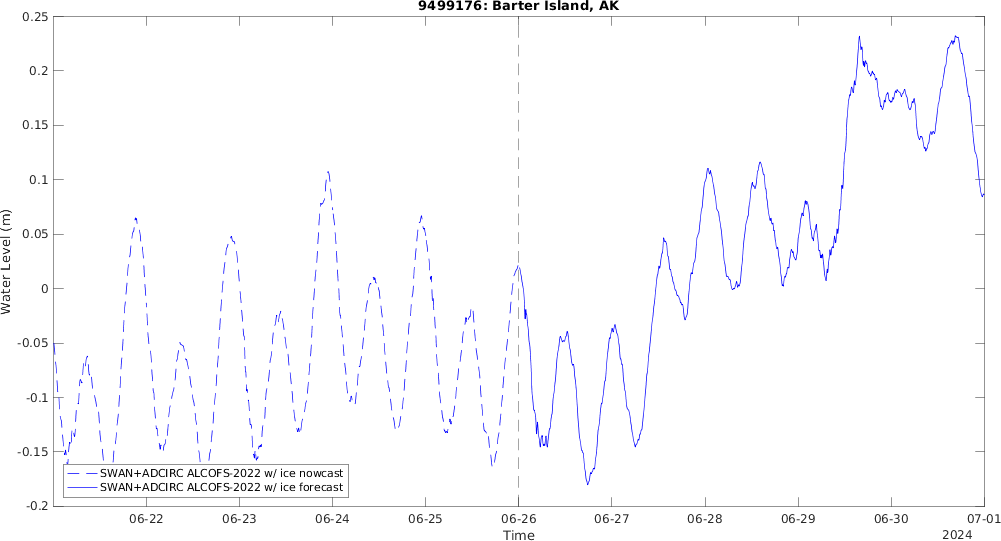 9499176: Barter Island, AK
0.25
0.2
0.15
0.1
0.05
0
-0.05
-0.1
-0.15
-0.2
Water Level (m)
SWAN+ADCIRC ALCOFS-2022 w/ ice nowcast
SWAN+ADCIRC ALCOFS-2022 w/ ice forecast
06-22 06-23 06-24 06-25 06-26 06-27 06-28 06-29 06-30 07-01
Time
2024